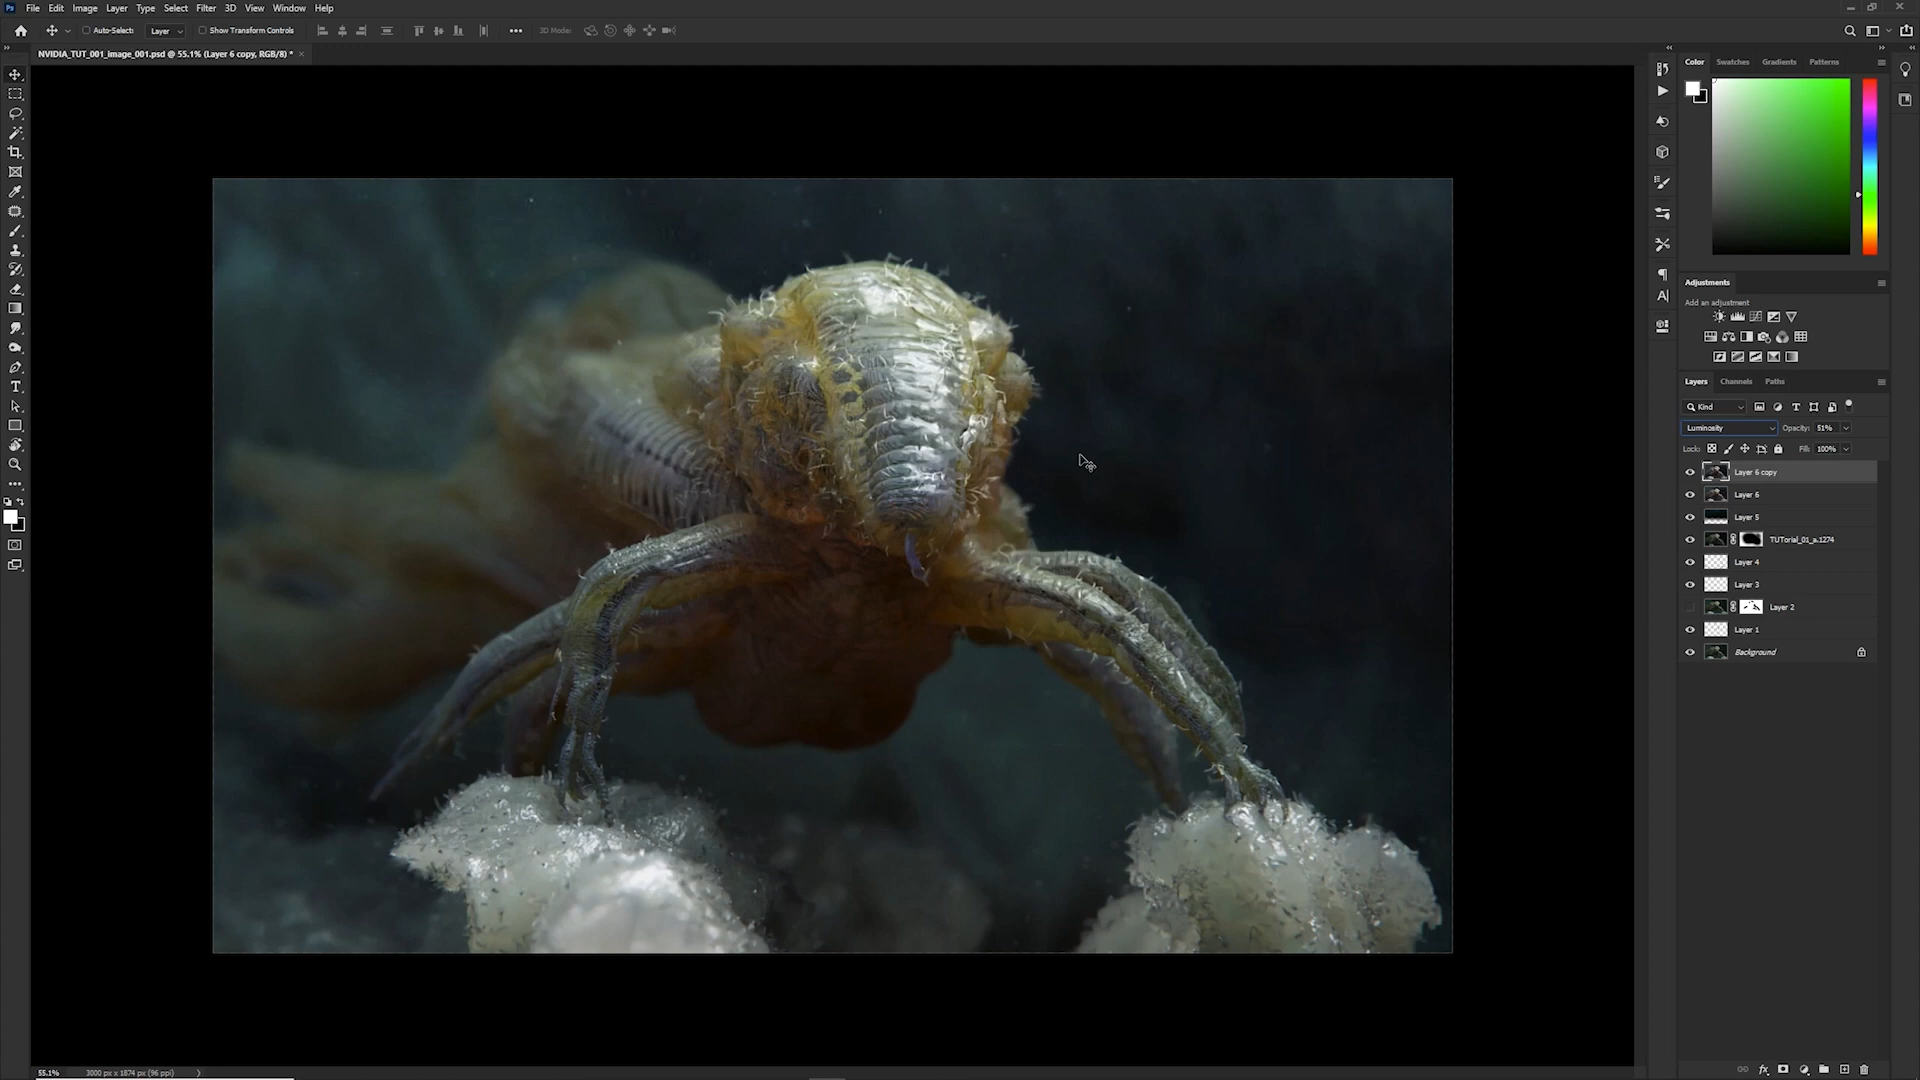 Ps File Edit Image Layer Type Select Filter 3D View Window Help
Auto-Select: Layer Show Transform Controls 3D Mode:
NVIDIA_TUT_001_image_001.psd @ 55.1% (Layer 6 copy, RGB/8) *
Color Swatches Gradients Patterns
Adjustments
Add an adjustment
Layers Channels Paths
Kind
Luminosity Opacity: 51%
Lock: Fill: 100%
Layer 6 copy
Layer 6
Layer 5
TUTorial_01_a.1274
Layer 4
Layer 3
Layer 2
Layer 1
Background
55.1% 3000 px x 1874 px (96 ppi)